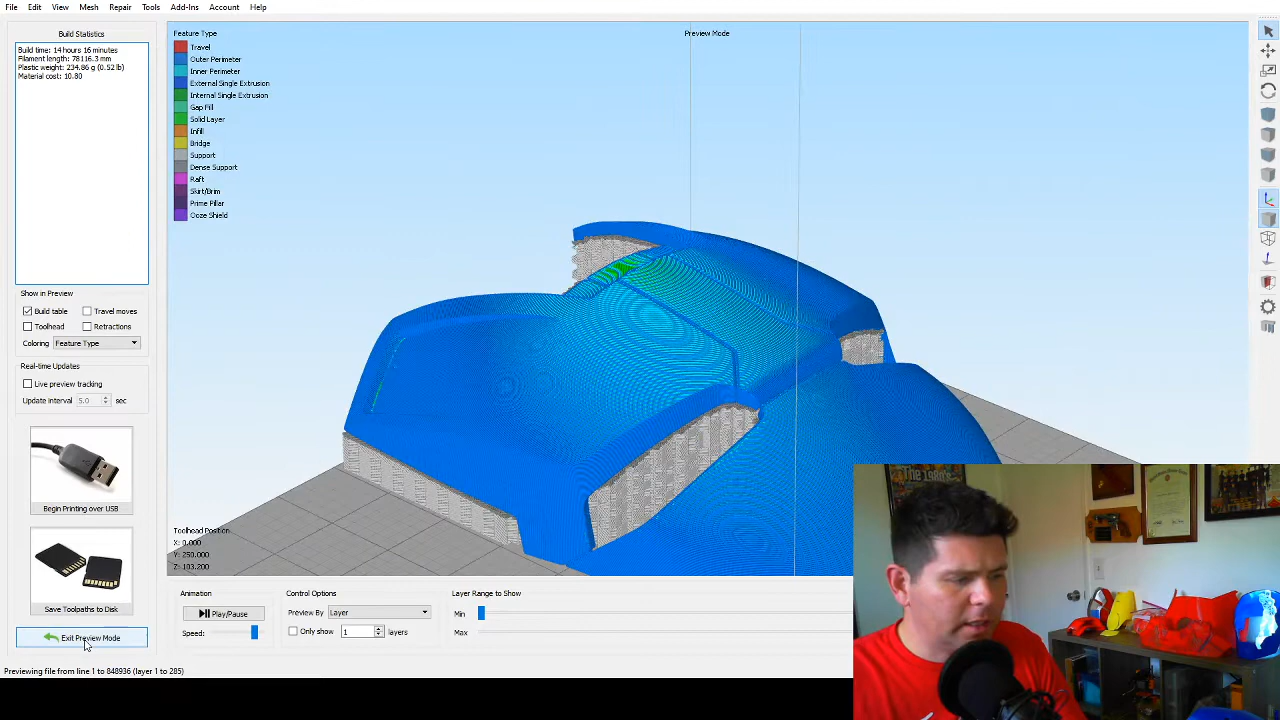 File Edit View Mesh Repair Tools Add-Ins Account Help
Build Statistics
Build time: 14 hours 16 minutes
Filament length: 78116.3 mm
Plastic weight: 234.86 g (0.52 lb)
Material cost: 10.80
Show in Preview
Build table Travel moves
Toolhead Retractions
Coloring Feature Type
Real-time Updates
Live preview tracking
Update interval 5.0 sec
Begin Printing over USB
Save Toolpaths to Disk
Exit Preview Mode
Feature Type
Travel
Outer Perimeter
Inner Perimeter
External Single Extrusion
Internal Single Extrusion
Gap Fill
Solid Layer
Infill
Bridge
Support
Dense Support
Raft
Skirt/Brim
Prime Pillar
Ooze Shield
Preview Mode
Toolhead Position
X: 0.000
Y: 250.000
Z: 103.200
Animation
Play/Pause
Speed:
Control Options
Preview By Layer
Only show 1 layers
Layer Range to Show
Min
Max
Previewing file from line 1 to 848936 (layer 1 to 285)